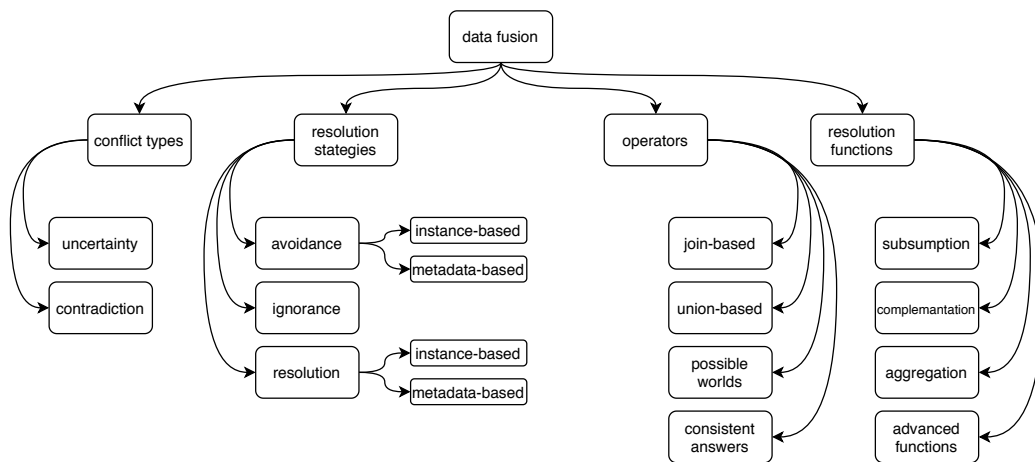 data fusion
conflict types
resolution
stategies
operators
resolution
functions
uncertainty
avoidance
instance-based
metadata-based
join-based
subsumption
contradiction
ignorance
union-based
complemantation
resolution
instance-based
metadata-based
possible
worlds
aggregation
consistent
answers
advanced
functions